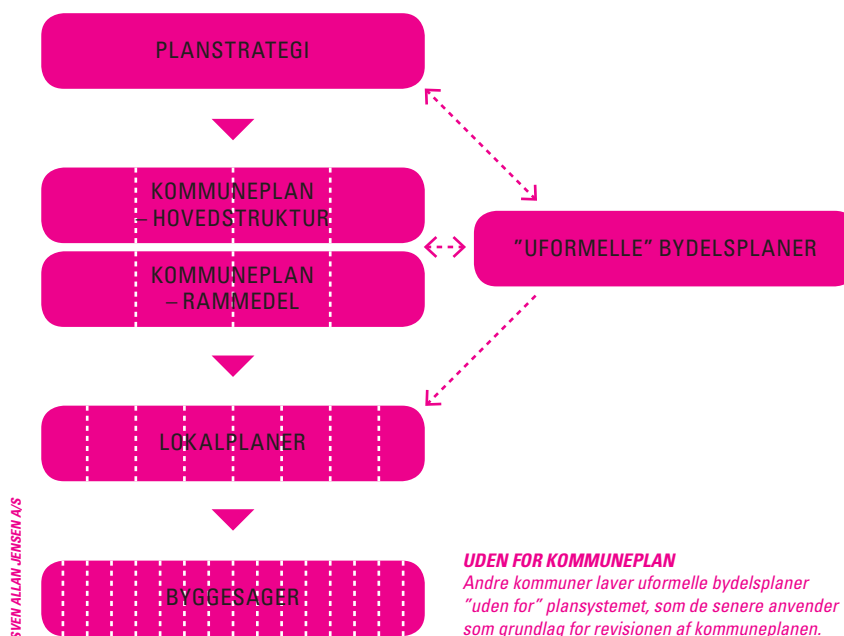 PLANSTRATEGI
KOMMUNEPLAN
– HOVEDSTRUKTUR
KOMMUNEPLAN
– RAMMEDEL
”UFORMELLE” BYDELSPLANER
LOKALPLANER
BYGGESAGER
SVEN ALLAN JENSEN A/S
UDEN FOR KOMMUNEPLAN
Andre kommuner laver uformelle bydelsplaner
”uden for” plansystemet, som de senere anvender
som grundlag for revisionen af kommuneplanen.